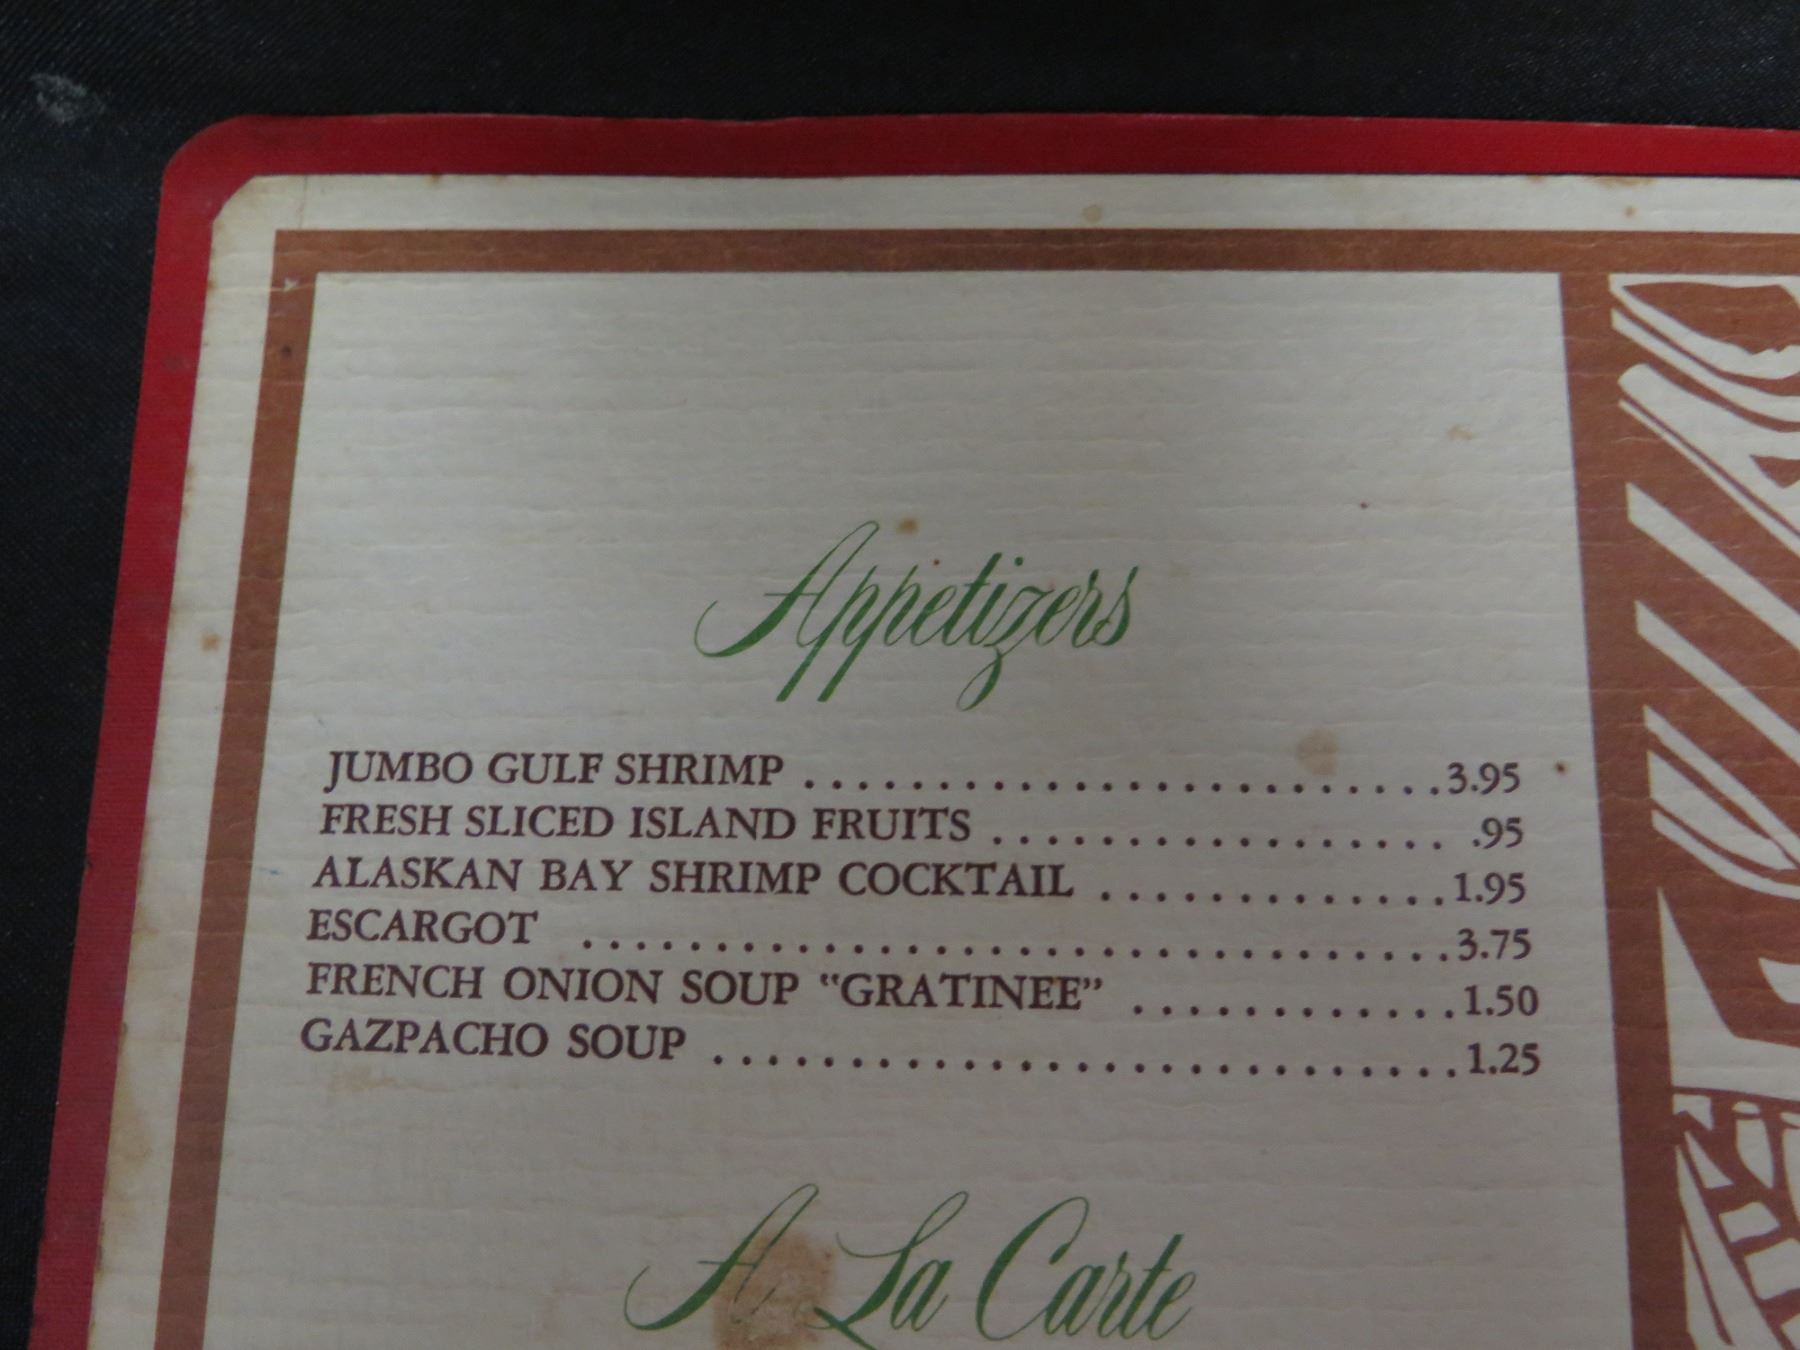 Appetizers
JUMBO GULF SHRIMP ........................3.95
FRESH SLICED ISLAND FRUITS ................. .95
ALASKAN BAY SHRIMP COCKTAIL .............1.95
ESCARGOT .................................3.75
FRENCH ONION SOUP “GRATINEE” ............1.50
GAZPACHO SOUP ............................1.25
A La Carte